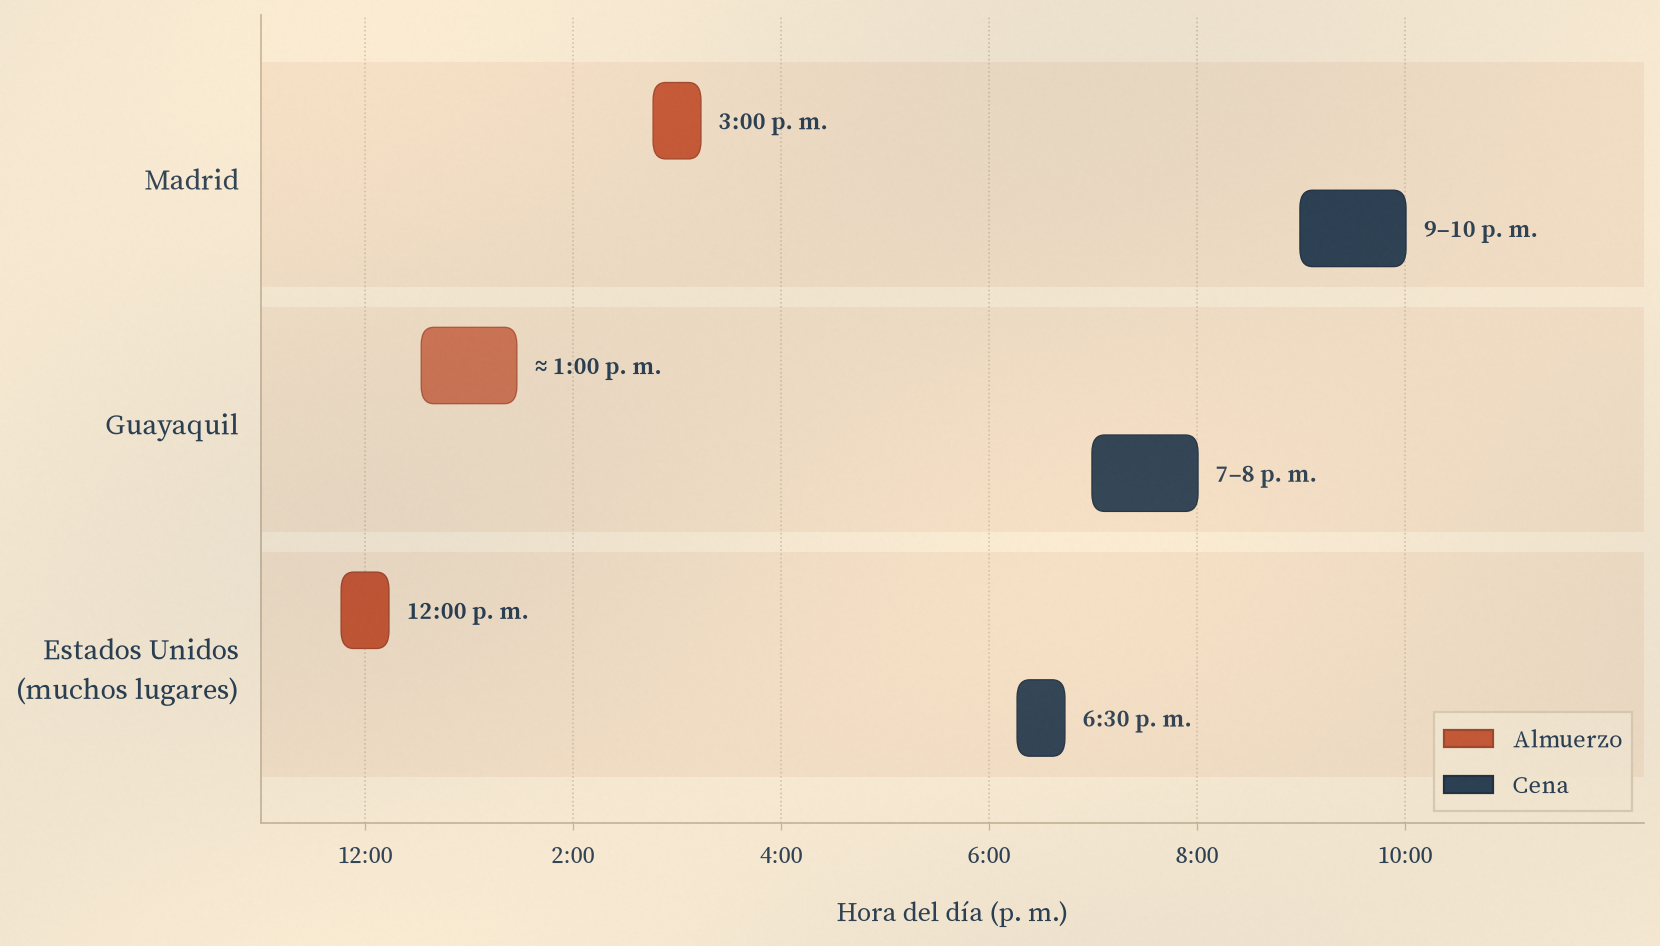 Madrid
3:00 p. m.
9–10 p. m.
Guayaquil
≈ 1:00 p. m.
7–8 p. m.
Estados Unidos
(muchos lugares)
12:00 p. m.
6:30 p. m.
Almuerzo
Cena
12:00 2:00 4:00 6:00 8:00 10:00
Hora del día (p. m.)